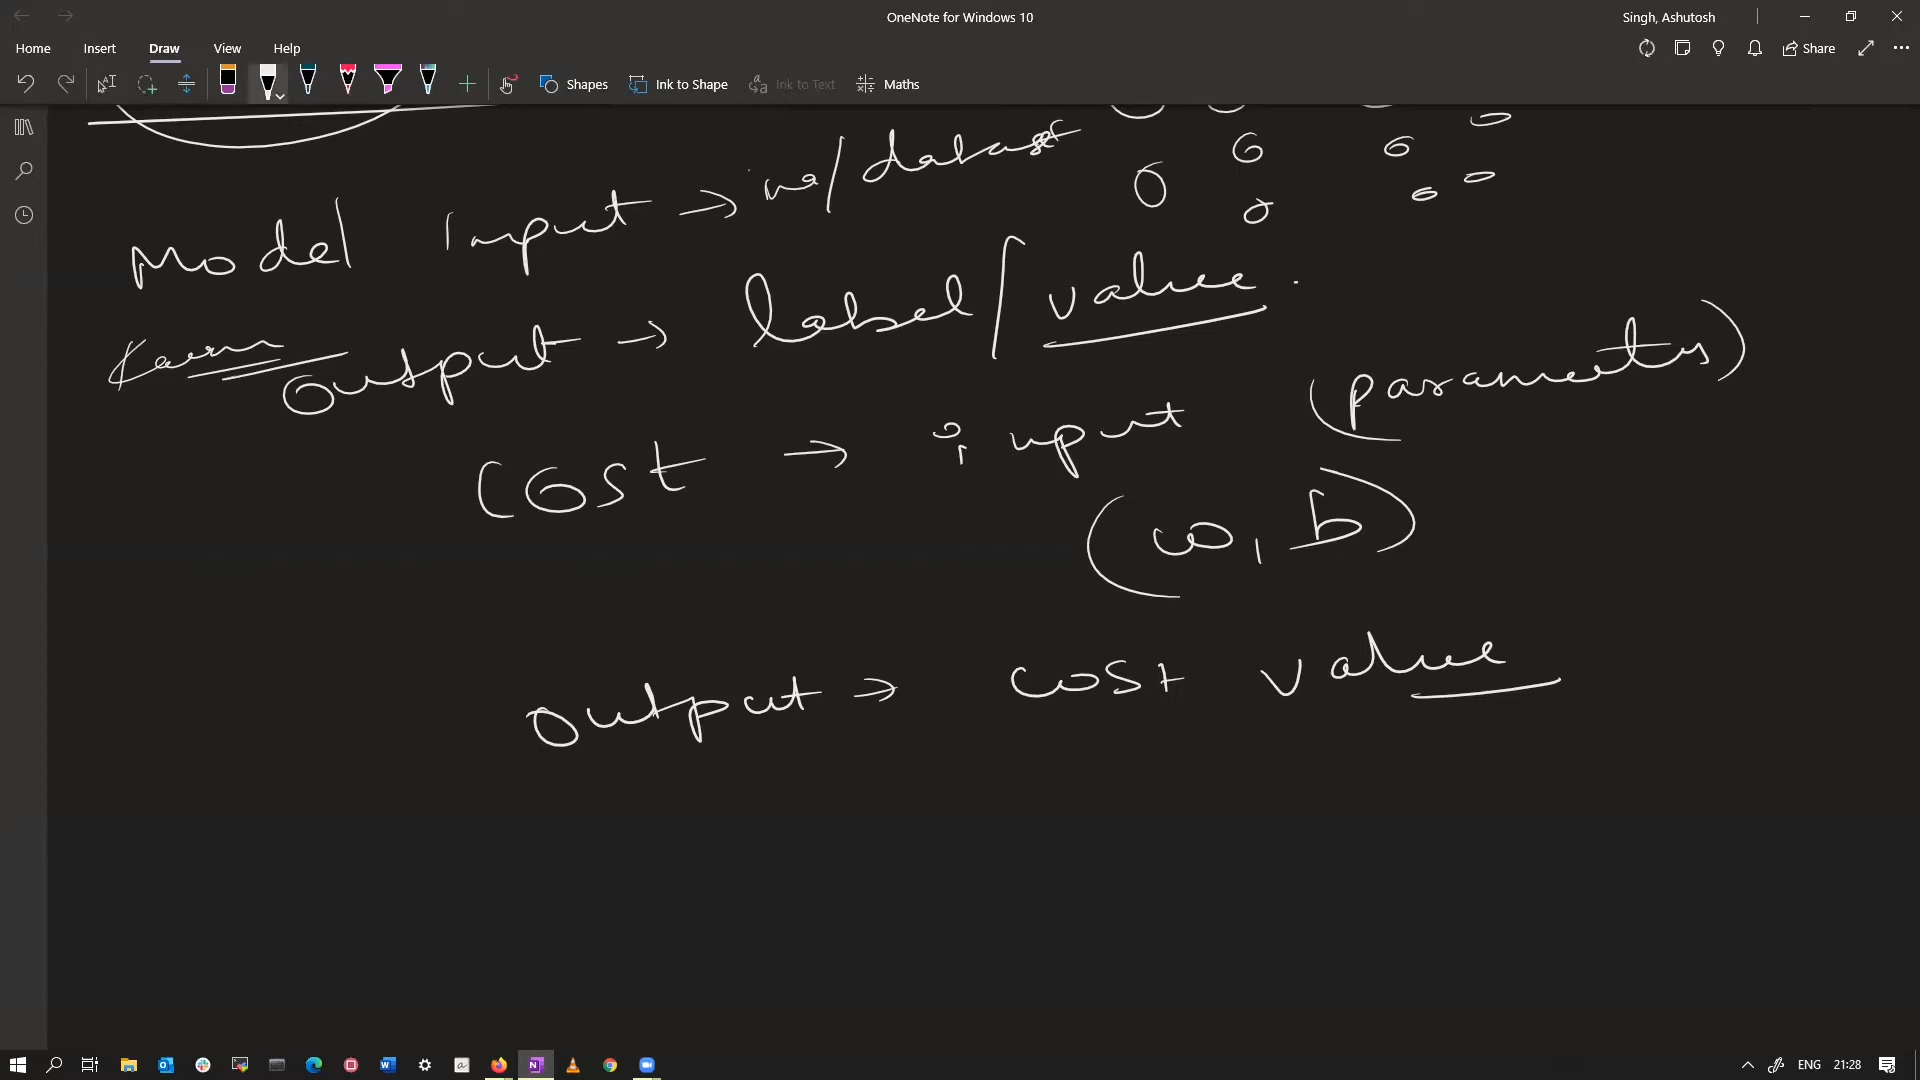 OneNote for Windows 10
Singh, Ashutosh
Home Insert Draw View Help
Share
Shapes Ink to Shape Ink to Text Maths
Model Input → / dataset
Output → label / value.
Cost → input (parameters)
(w, b)
output → cost value
ENG 21:28